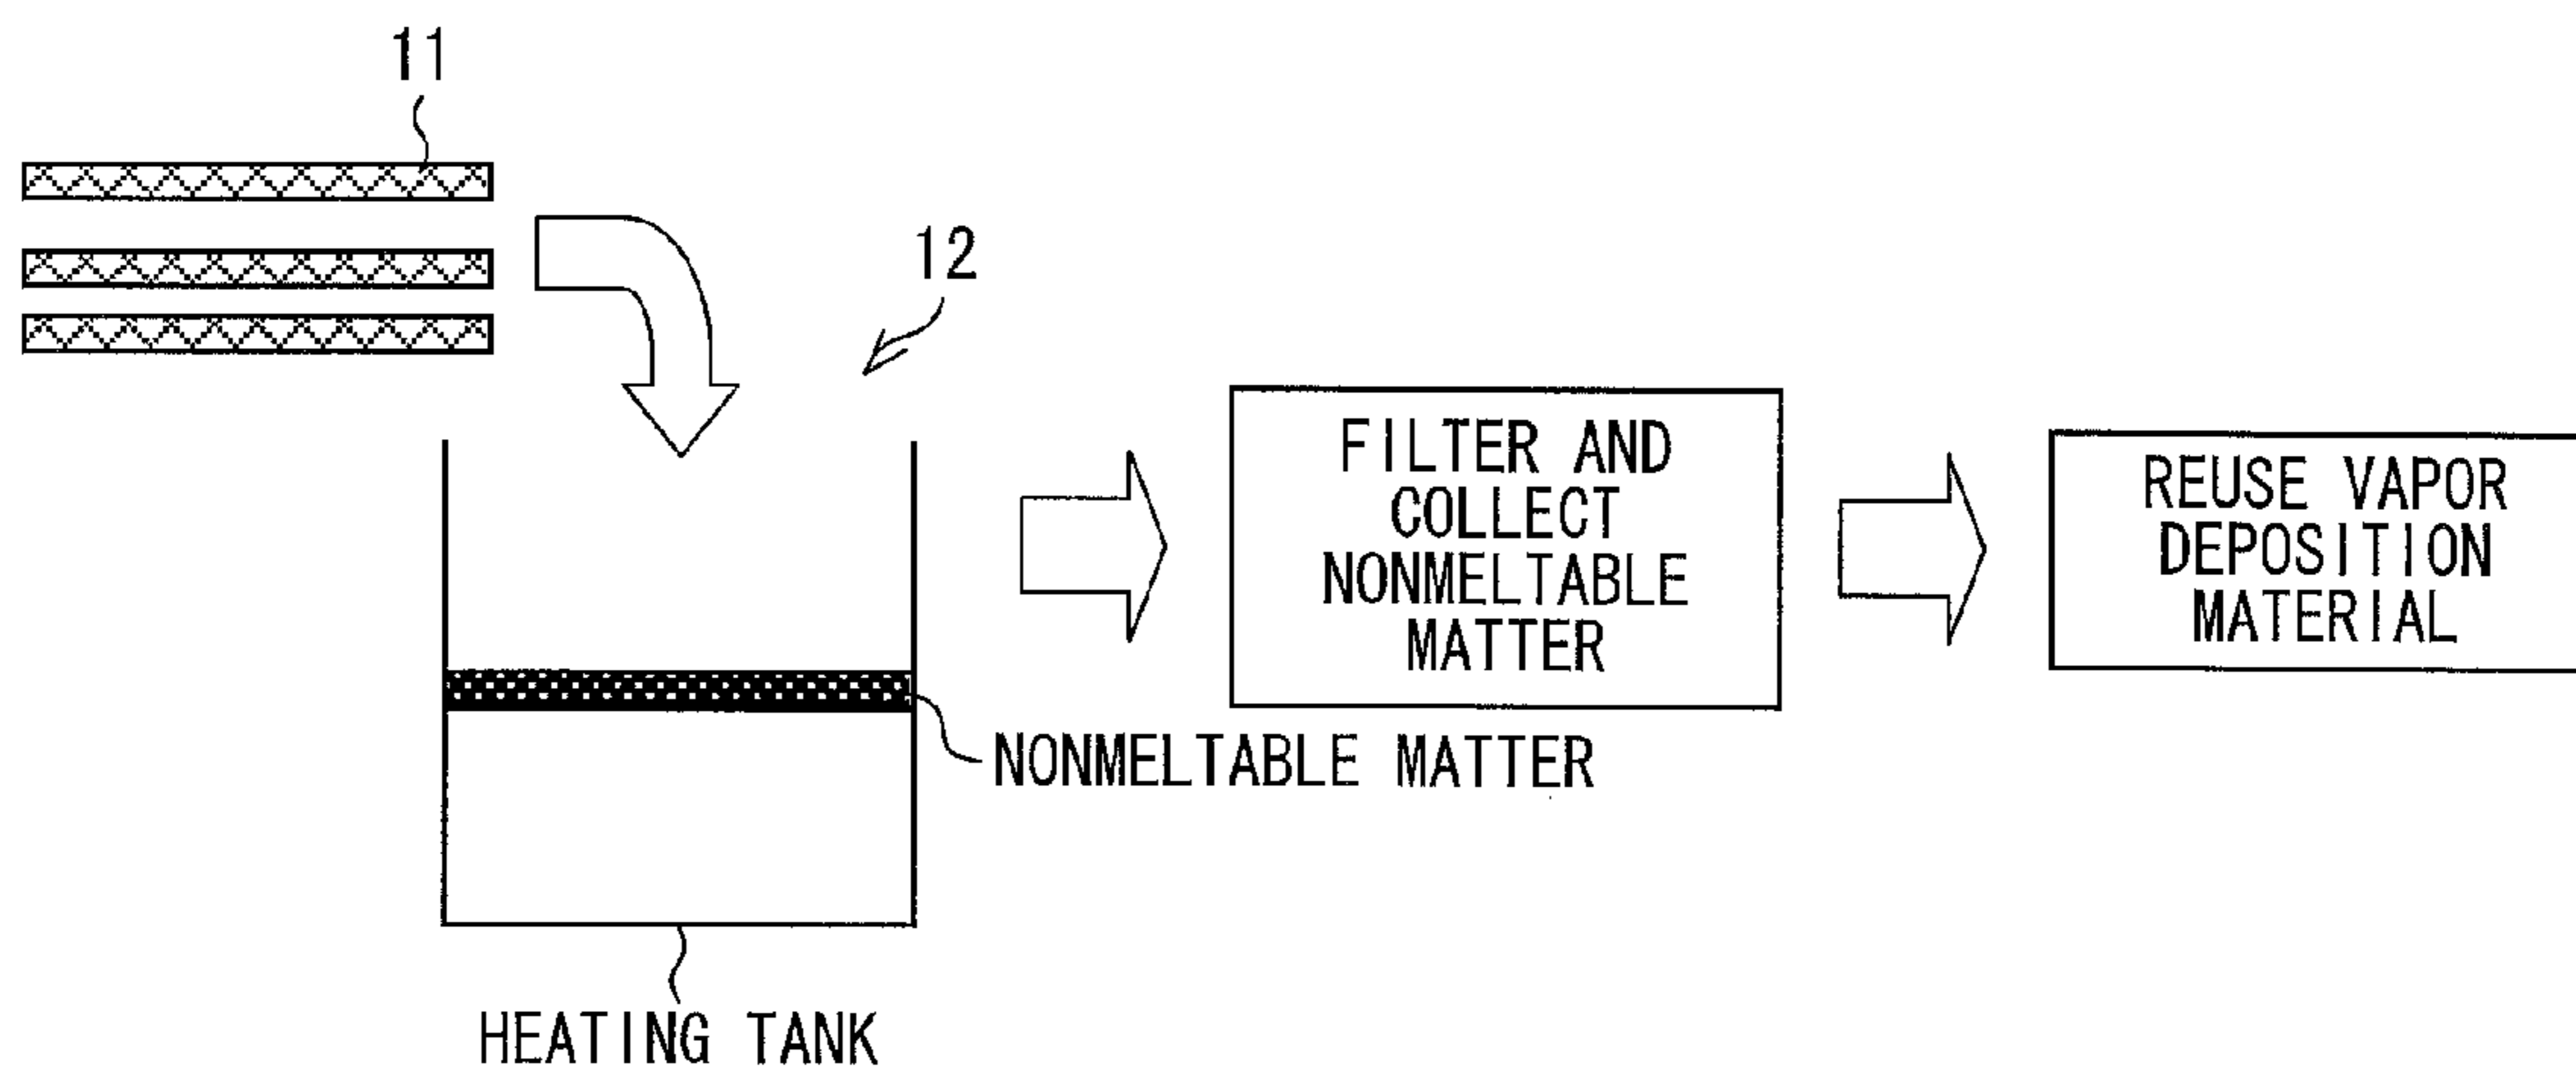 11
12
FILTER AND
COLLECT
NONMELTABLE
MATTER
REUSE VAPOR
DEPOSITION
MATERIAL
NONMELTABLE MATTER
HEATING TANK